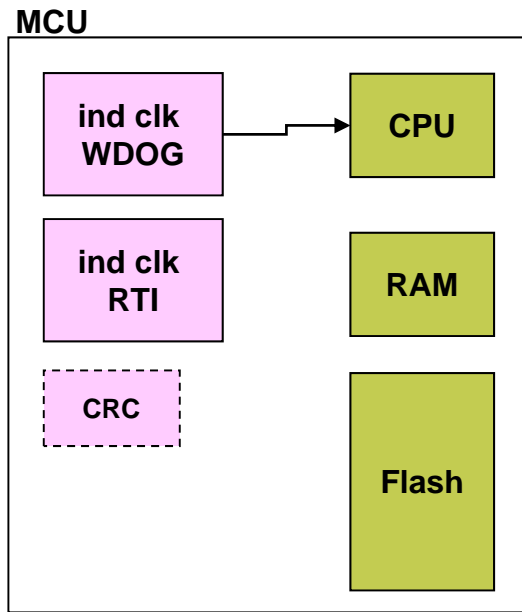 MCU
ind clk
WDOG
CPU
ind clk
RTI
RAM
CRC
Flash